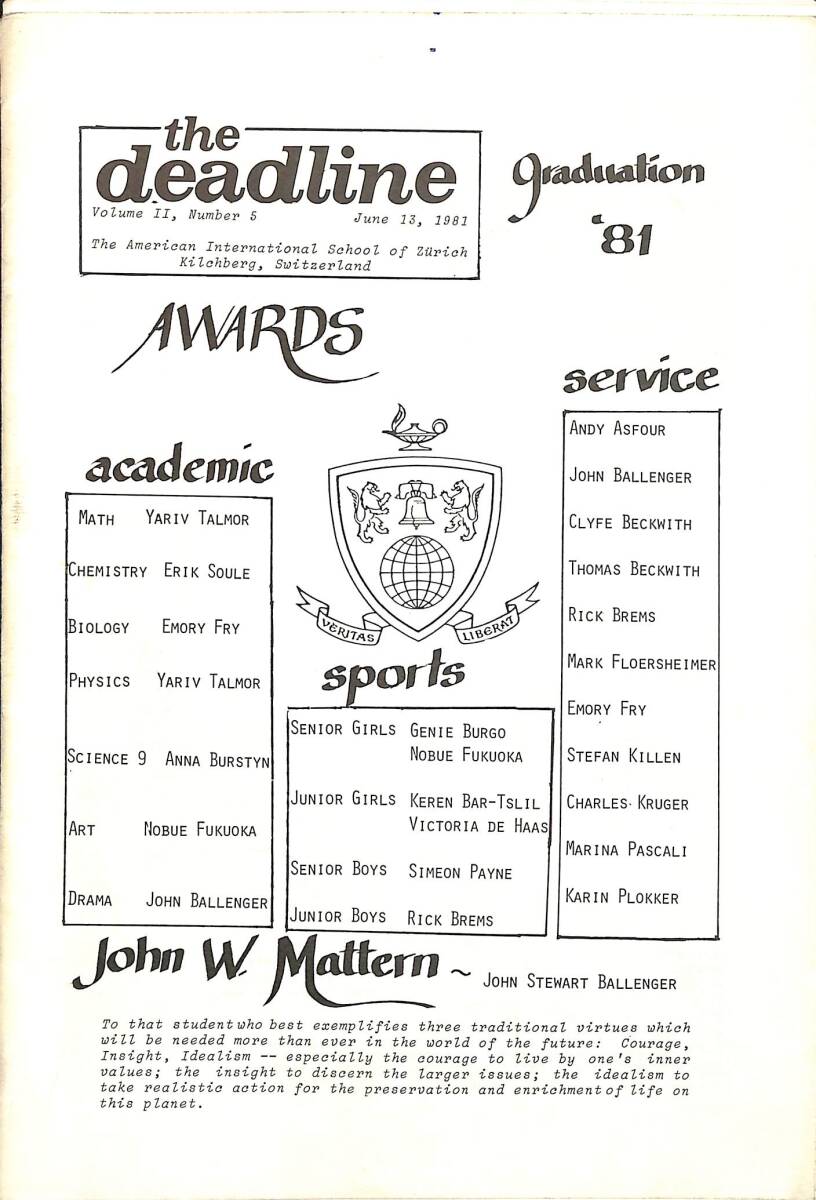 the
deadline
Volume II, Number 5 June 13, 1981
The American International School of Zürich
Kilchberg, Switzerland
graduation
'81
AWARDS
academic
MATH YARIV TALMOR
CHEMISTRY ERIK SOULE
BIOLOGY EMORY FRY
PHYSICS YARIV TALMOR
SCIENCE 9 ANNA BURSTYN
ART NOBUE FUKUOKA
DRAMA JOHN BALLENGER
VERITAS LIBERAT
sports
SENIOR GIRLS GENIE BURGO
NOBUE FUKUOKA
JUNIOR GIRLS KEREN BAR-TSLIL
VICTORIA DE HAAS
SENIOR BOYS SIMEON PAYNE
JUNIOR BOYS RICK BREMS
service
ANDY ASFOUR
JOHN BALLENGER
CLYFE BECKWITH
THOMAS BECKWITH
RICK BREMS
MARK FLOERSHEIMER
EMORY FRY
STEFAN KILLEN
CHARLES KRUGER
MARINA PASCALI
KARIN PLOKKER
John W. Mattern ~ JOHN STEWART BALLENGER
To that student who best exemplifies three traditional virtues which
will be needed more than ever in the world of the future: Courage,
Insight, Idealism -- especially the courage to live by one's inner
values; the insight to discern the larger issues; the idealism to
take realistic action for the preservation and enrichment of life on
this planet.